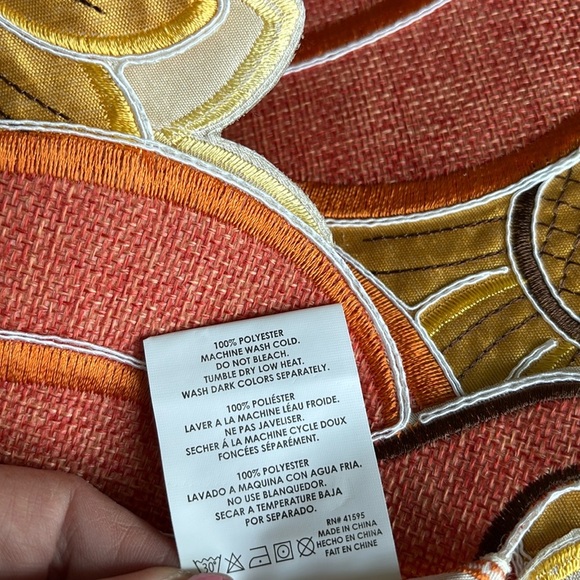 100% POLYESTER
MACHINE WASH COLD.
DO NOT BLEACH.
TUMBLE DRY LOW HEAT.
WASH DARK COLORS SEPARATELY.
100% POLIÉSTER
LAVER A LA MACHINE LÉAU FROIDE.
NE PAS JAVELISER.
SECHER Á LA MACHINE CYCLE DOUX
FONCÉES SÉPARÉMENT.
100% POLYESTER
LAVADO A MAQUINA CON AGUA FRIA.
NO USE BLANQUEDOR.
SECAR A TEMPERATURE BAJA
POR SEPARADO.
RN# 41595
MADE IN CHINA
HECHO EN CHINA
FAIT EN CHINE
30°